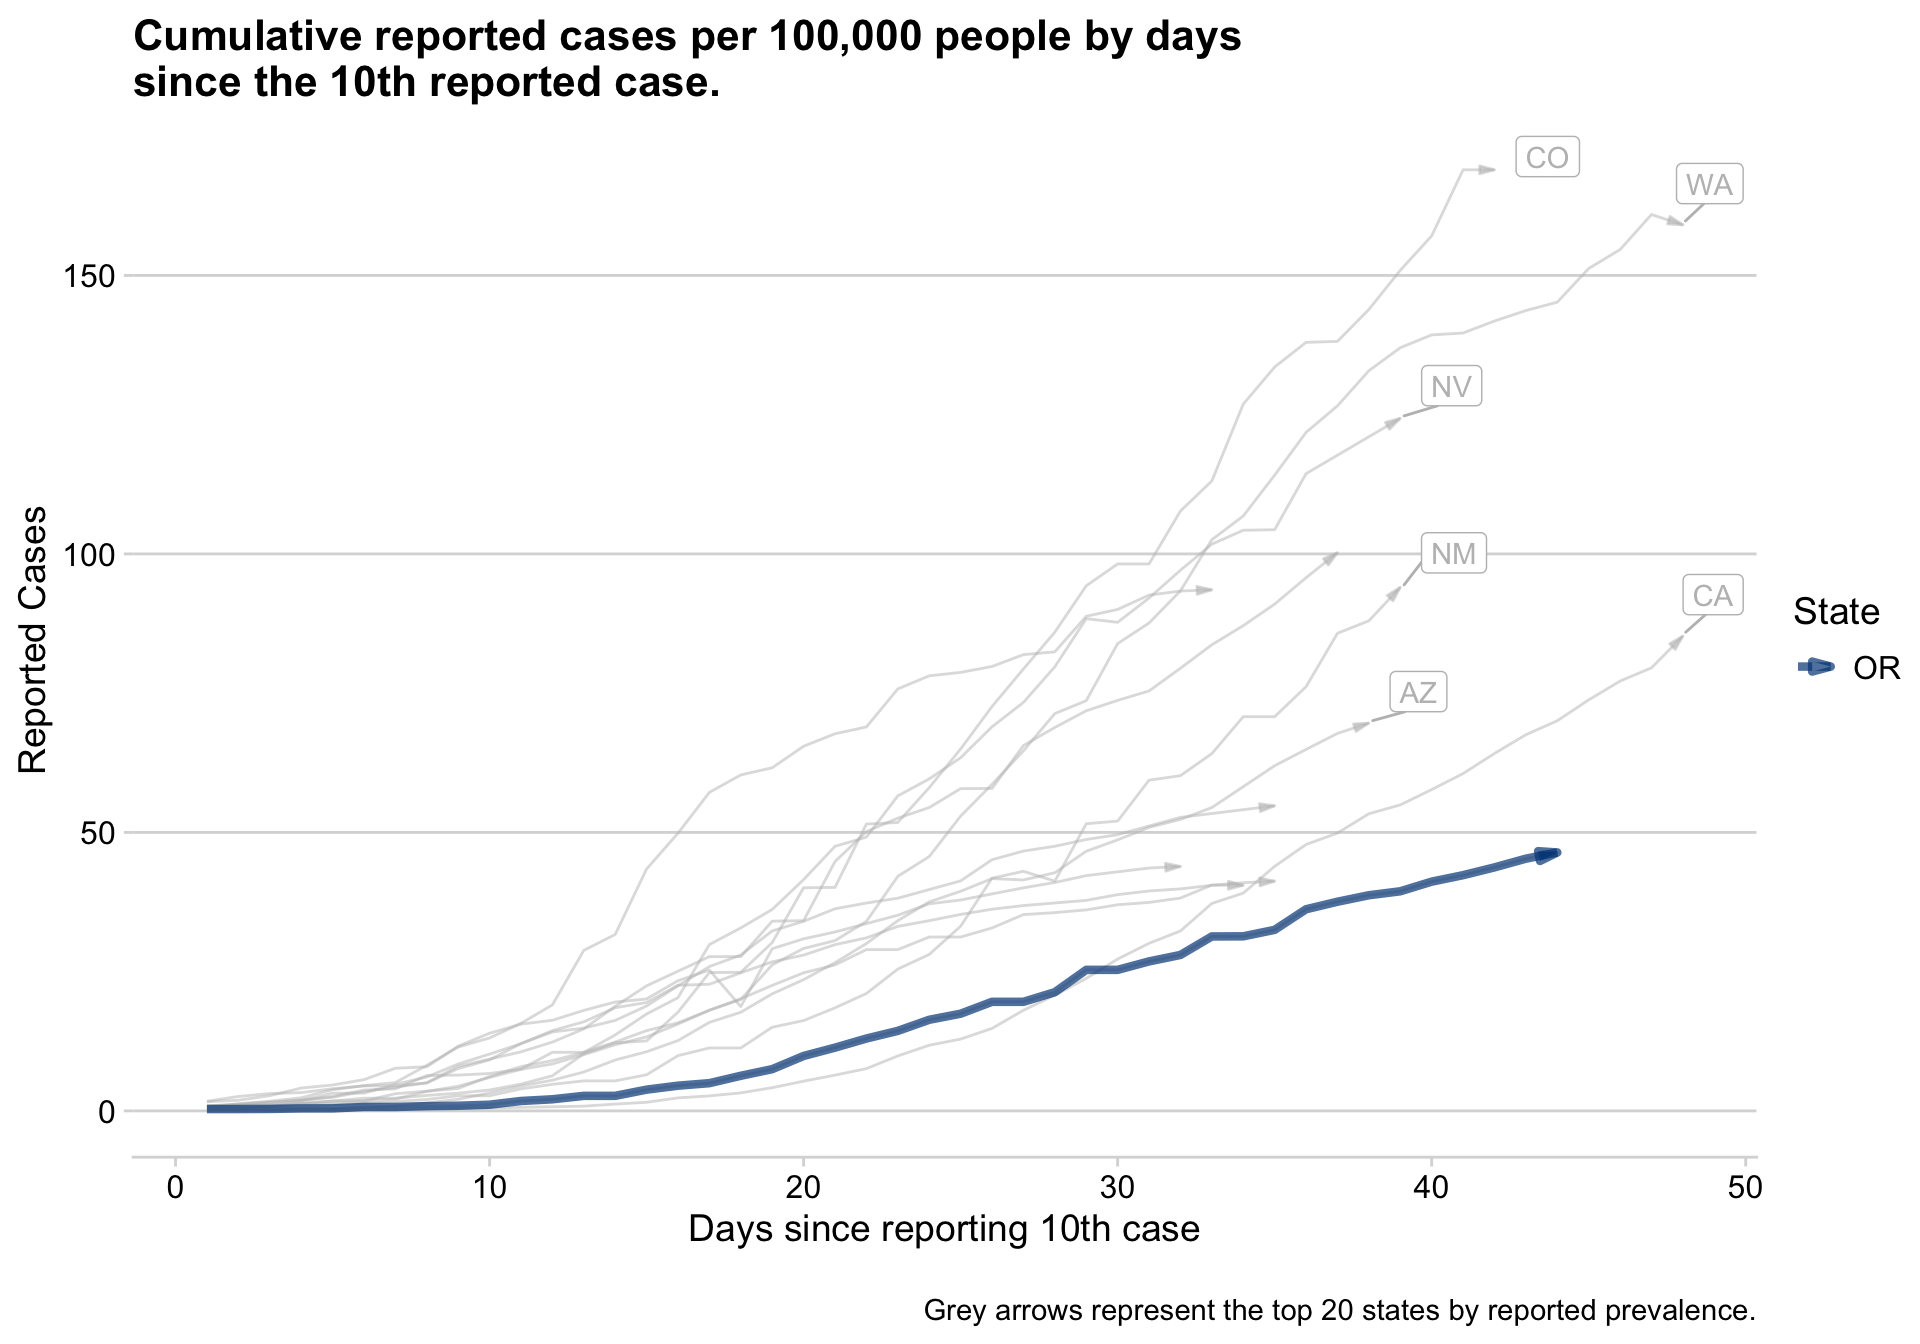 Cumulative reported cases per 100,000 people by days
since the 10th reported case.
CO
WA
150
NV
NM
100
CA
Reported Cases
State
OR
AZ
50
0
0 10 20 30 40 50
Days since reporting 10th case
Grey arrows represent the top 20 states by reported prevalence.